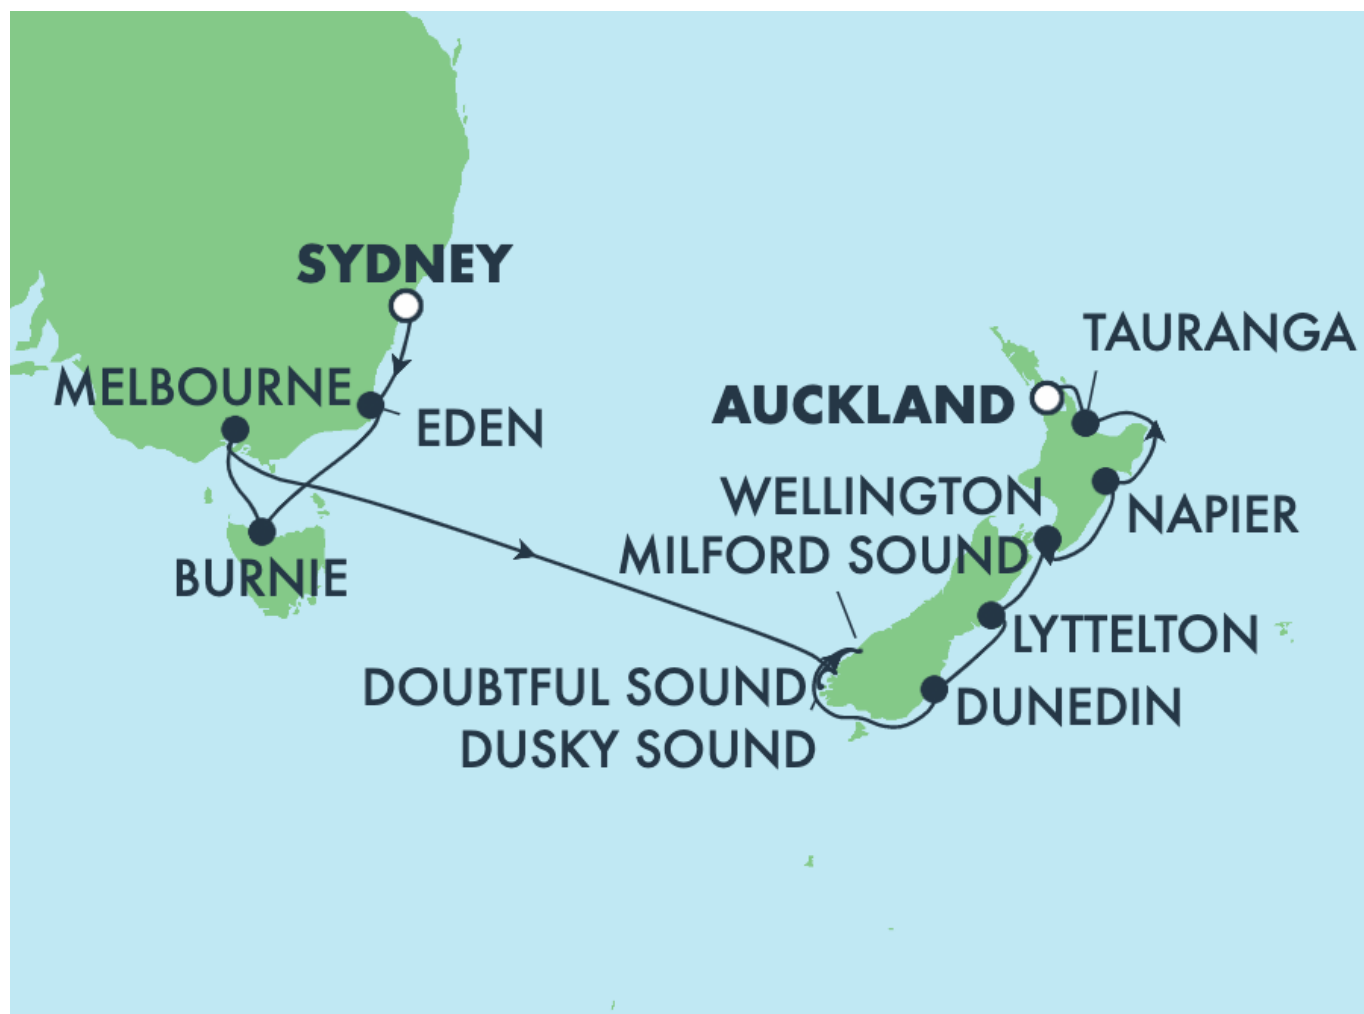 SYDNEY
TAURANGA
MELBOURNE
AUCKLAND
EDEN
WELLINGTON
NAPIER
MILFORD SOUND
BURNIE
LYTTELTON
DOUBTFUL SOUND
DUNEDIN
DUSKY SOUND